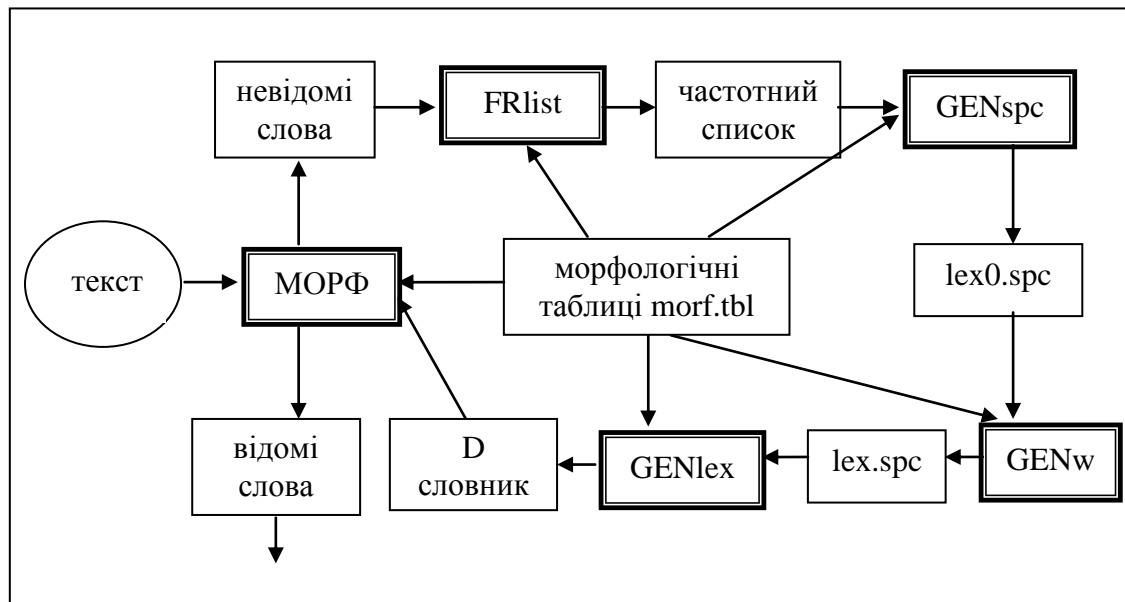 невідомі
слова
FRlist
частотний
список
GENspc
текст
МОРФ
морфологічні
таблиці morf.tbl
lex0.spc
відомі
слова
D
словник
GENlex
lex.spc
GENw